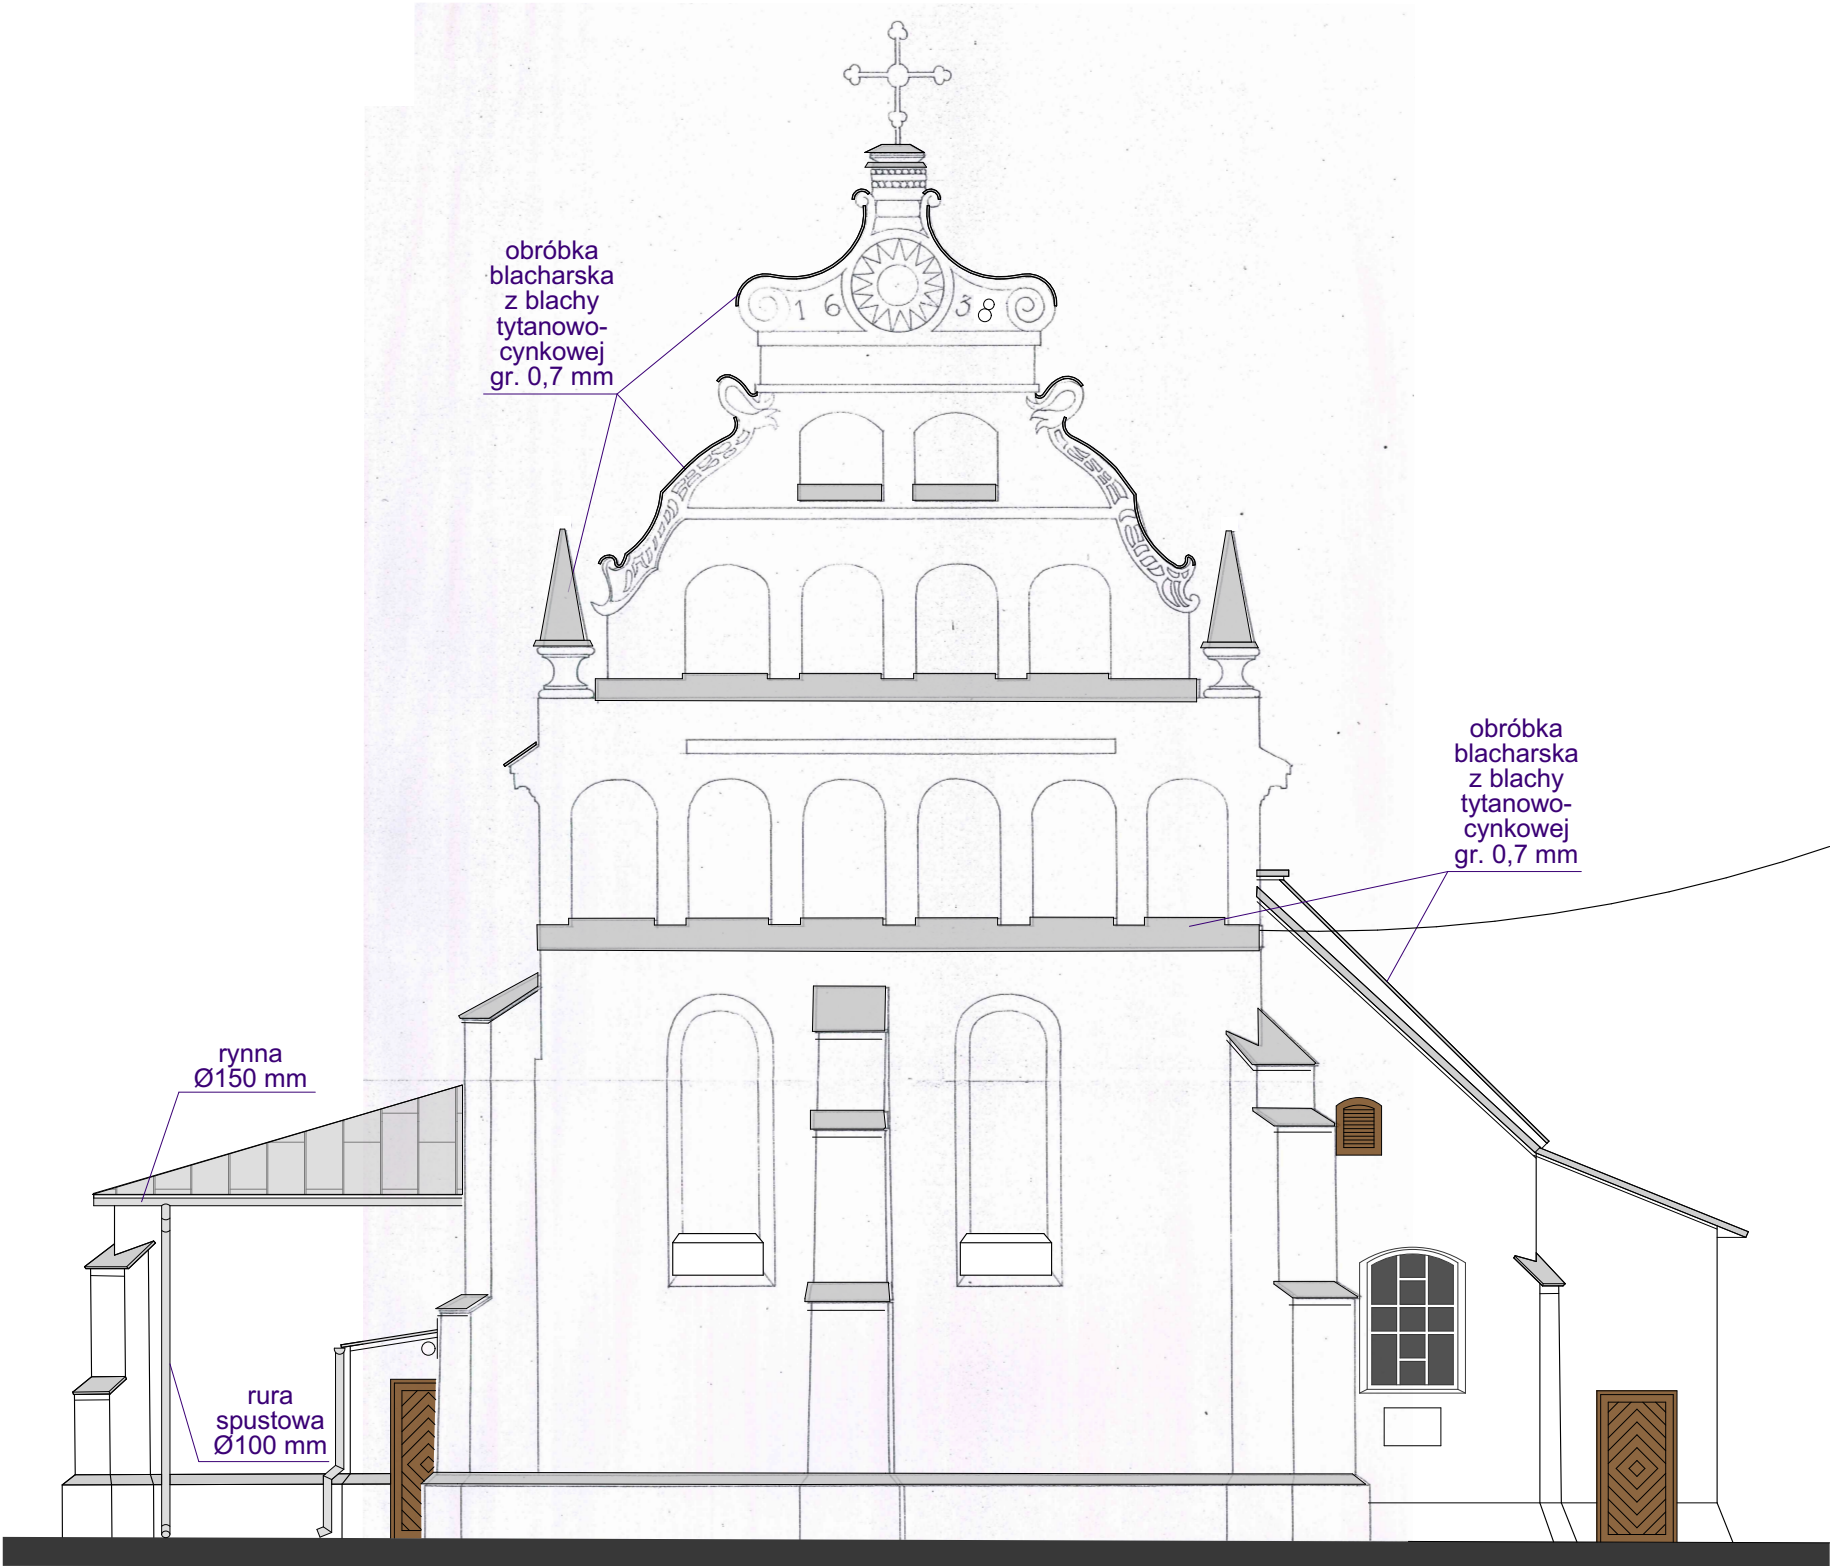 obróbka
blacharska
z blachy
tytanowo-
cynkowej
gr. 0,7 mm
1 6 3 8
obróbka
blacharska
z blachy
tytanowo-
cynkowej
gr. 0,7 mm
rynna
Ø150 mm
rura
spustowa
Ø100 mm